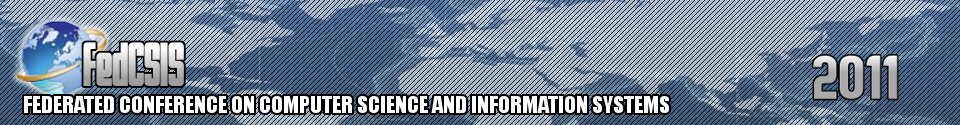 FedCSIS
2011
FEDERATED CONFERENCE ON COMPUTER SCIENCE AND INFORMATION SYSTEMS